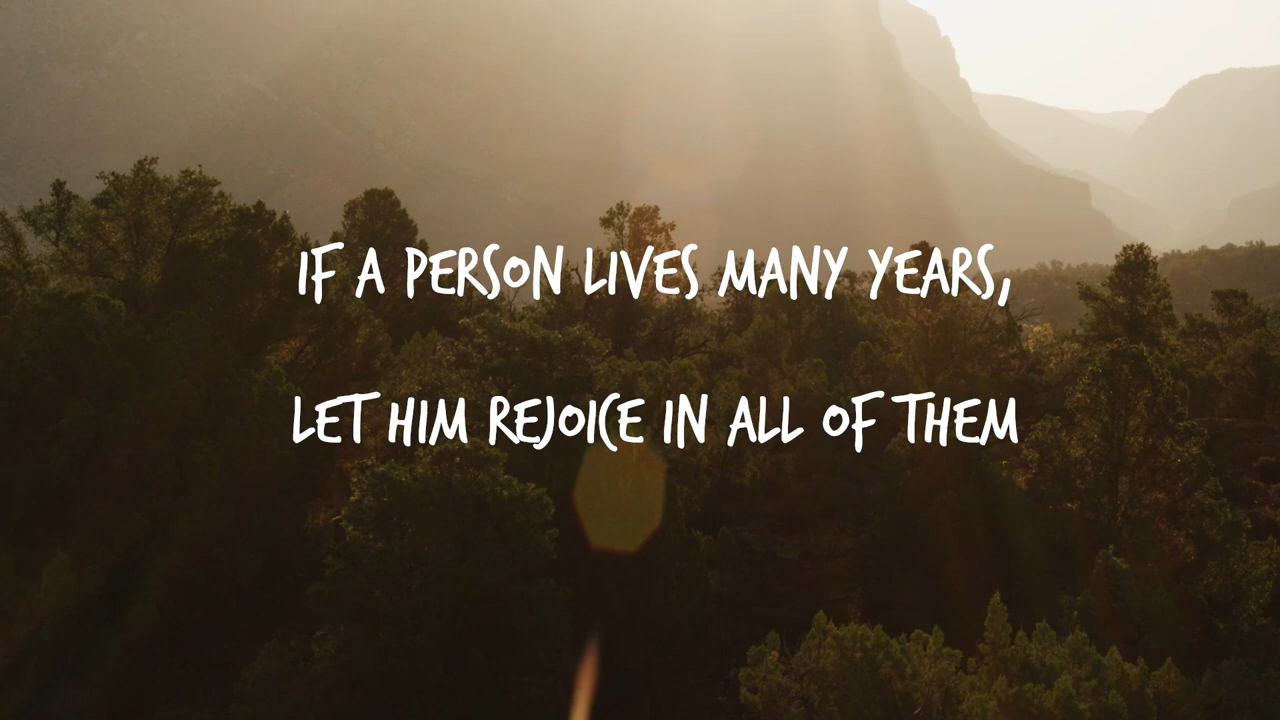 IF A PERSON LIVES MANY YEARS,
LET HIM REJOICE IN ALL OF THEM